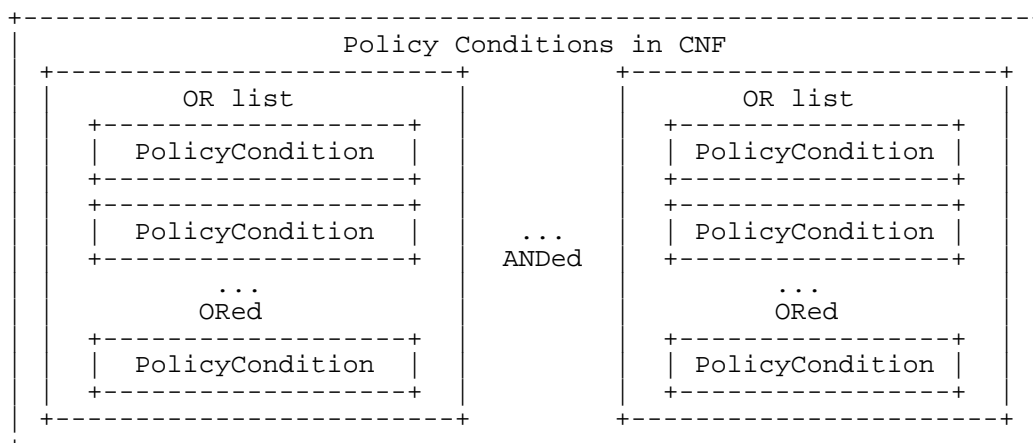 Policy Conditions in CNF
OR list OR list
PolicyCondition PolicyCondition
PolicyCondition ... PolicyCondition
ANDed
... ...
ORed ORed
PolicyCondition PolicyCondition